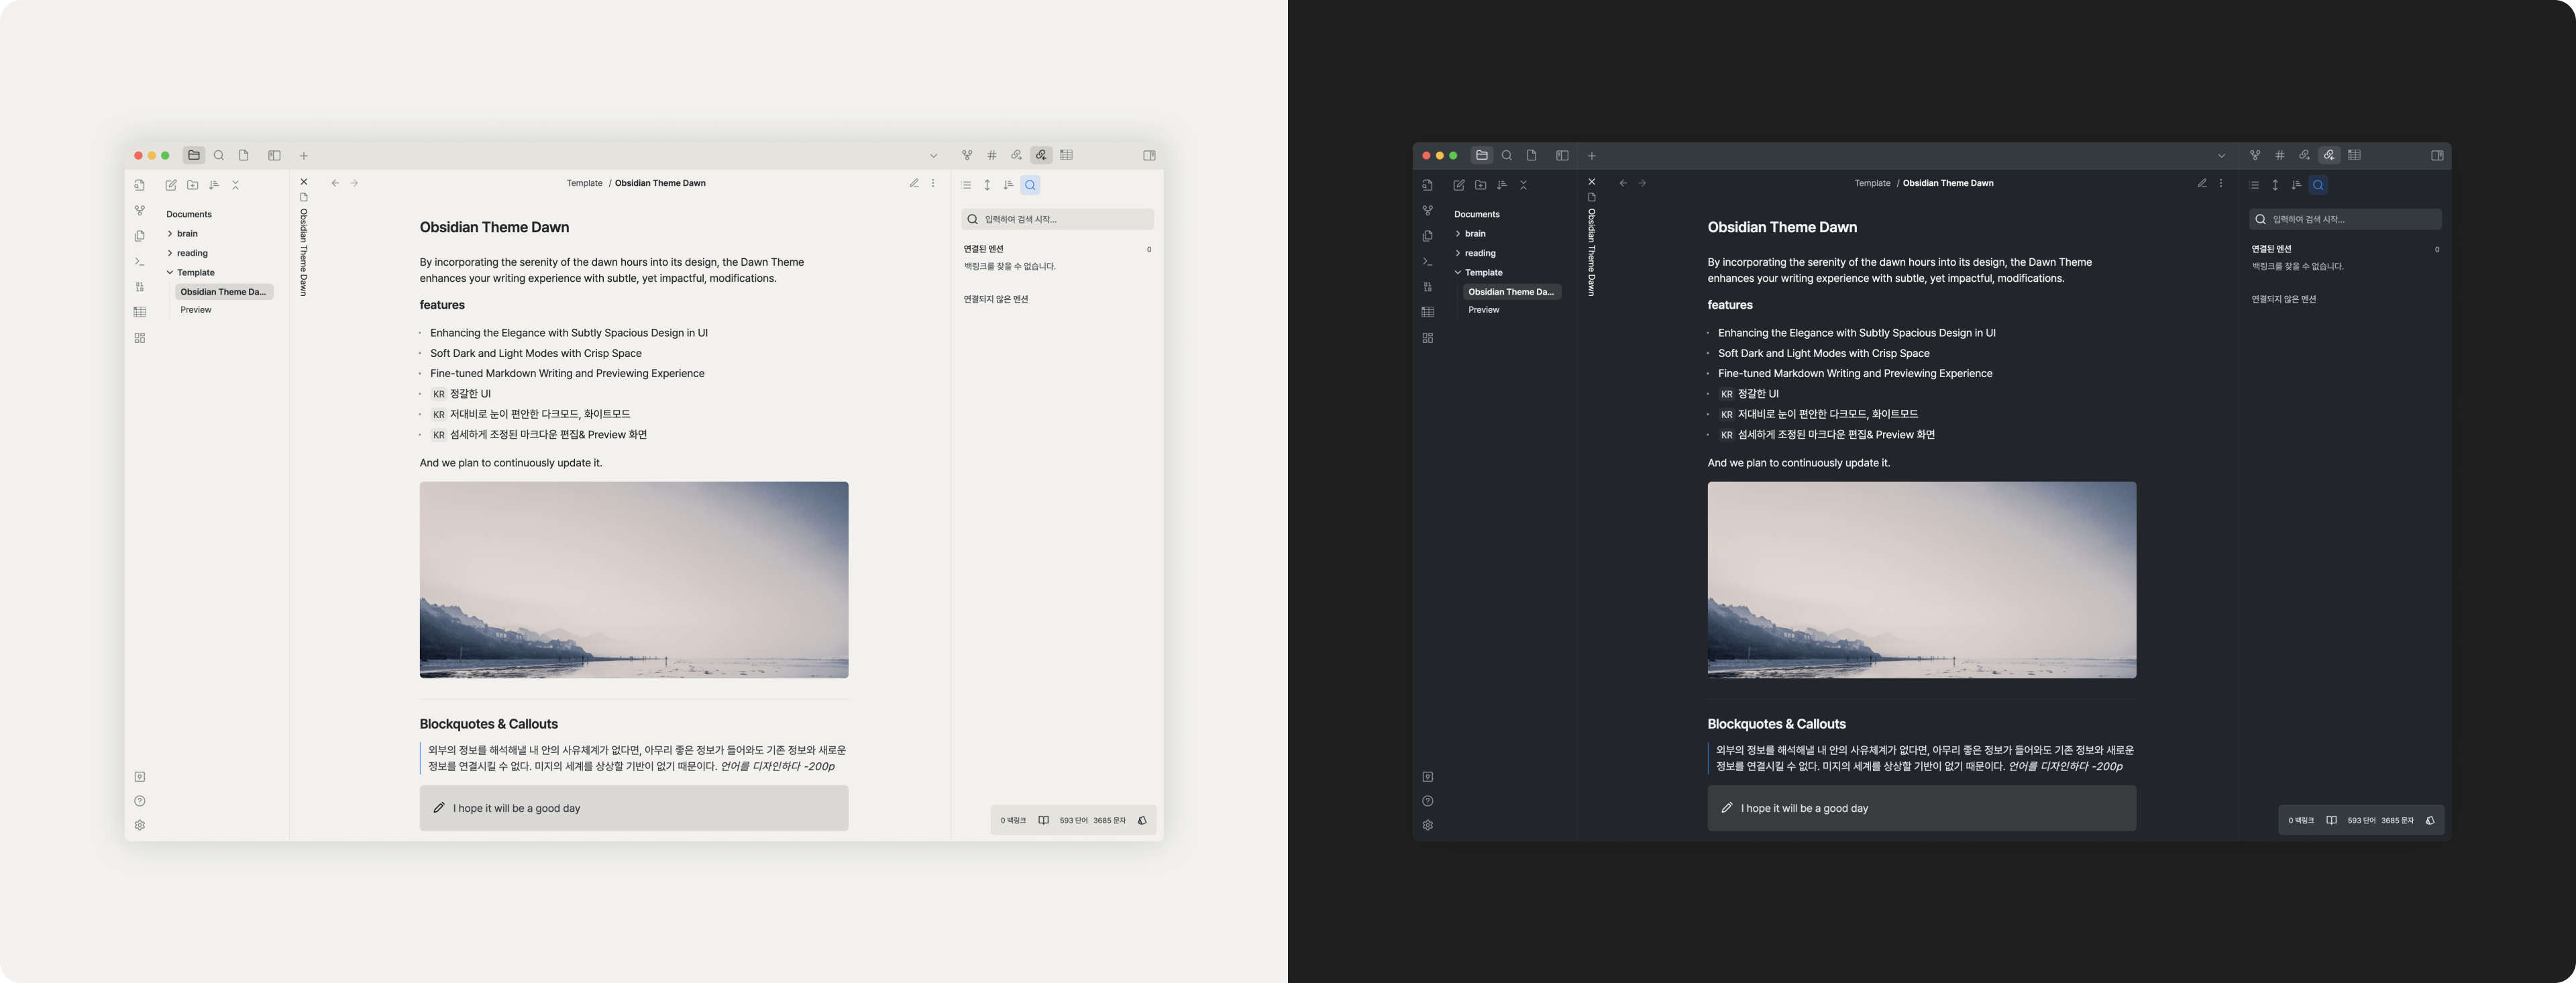 Template / Obsidian Theme Dawn
Documents
brain
reading
Template
Obsidian Theme Da...
Preview
Obsidian Theme Dawn
Obsidian Theme Dawn
By incorporating the serenity of the dawn hours into its design, the Dawn Theme
enhances your writing experience with subtle, yet impactful, modifications.
features
Enhancing the Elegance with Subtly Spacious Design in UI
Soft Dark and Light Modes with Crisp Space
Fine-tuned Markdown Writing and Previewing Experience
KR 정갈한 UI
KR 저대비로 눈이 편안한 다크모드, 화이트모드
KR 섬세하게 조정된 마크다운 편집& Preview 화면
And we plan to continuously update it.
Blockquotes & Callouts
외부의 정보를 해석해낼 내 안의 사유체계가 없다면, 아무리 좋은 정보가 들어와도 기존 정보와 새로운
정보를 연결시킬 수 없다. 미지의 세계를 상상할 기반이 없기 때문이다. 언어를 디자인하다 -200p
I hope it will be a good day
입력하여 검색 시작...
연결된 멘션 0
백링크를 찾을 수 없습니다.
연결되지 않은 멘션
0 백링크 593 단어 3685 문자
Template / Obsidian Theme Dawn
Documents
brain
reading
Template
Obsidian Theme Da...
Preview
Obsidian Theme Dawn
Obsidian Theme Dawn
By incorporating the serenity of the dawn hours into its design, the Dawn Theme
enhances your writing experience with subtle, yet impactful, modifications.
features
Enhancing the Elegance with Subtly Spacious Design in UI
Soft Dark and Light Modes with Crisp Space
Fine-tuned Markdown Writing and Previewing Experience
KR 정갈한 UI
KR 저대비로 눈이 편안한 다크모드, 화이트모드
KR 섬세하게 조정된 마크다운 편집& Preview 화면
And we plan to continuously update it.
Blockquotes & Callouts
외부의 정보를 해석해낼 내 안의 사유체계가 없다면, 아무리 좋은 정보가 들어와도 기존 정보와 새로운
정보를 연결시킬 수 없다. 미지의 세계를 상상할 기반이 없기 때문이다. 언어를 디자인하다 -200p
I hope it will be a good day
입력하여 검색 시작...
연결된 멘션 0
백링크를 찾을 수 없습니다.
연결되지 않은 멘션
0 백링크 593 단어 3685 문자